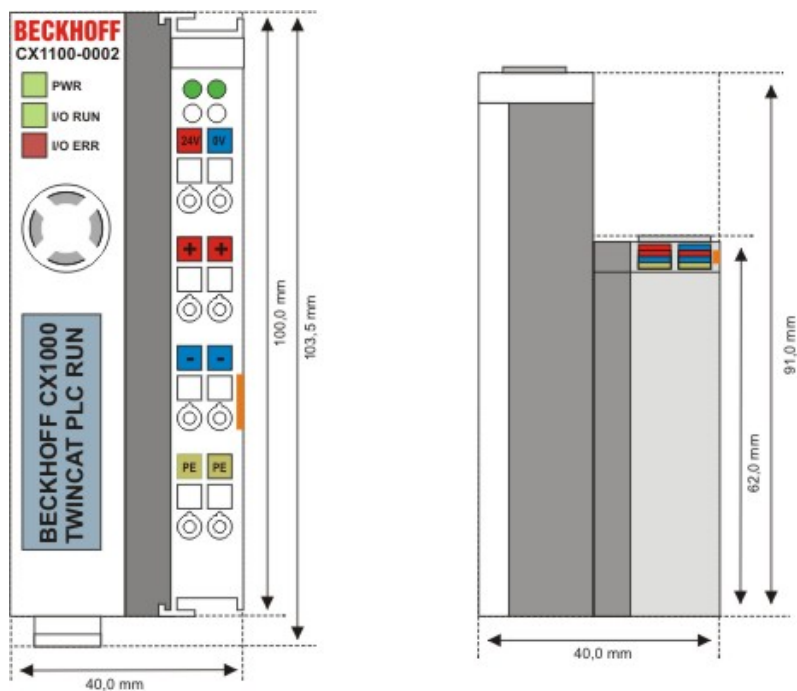 BECKHOFF
CX1100-0002
PWR
I/O RUN
I/O ERR
24V 0V
+ +
- -
PE PE
BECKHOFF CX1000
TWINCAT PLC RUN
100,0 mm
103,5 mm
40,0 mm
91,0 mm
62,0 mm
40,0 mm